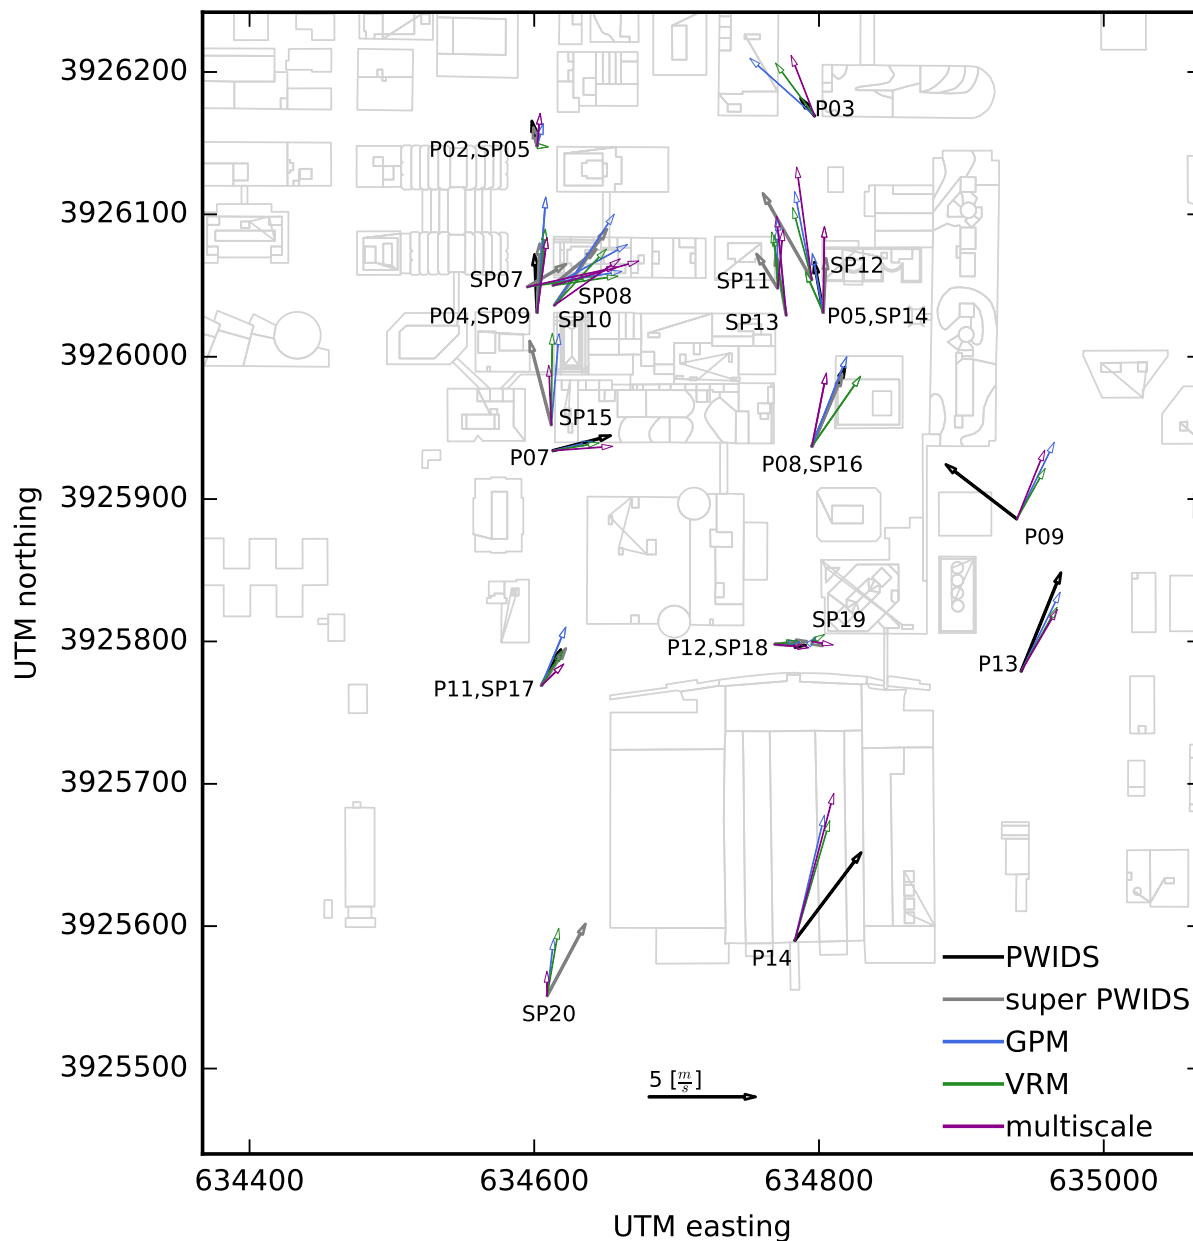 3926200
3926100
3926000
3925900
3925800
3925700
3925600
3925500
UTM northing
634400
634600
634800
635000
UTM easting
P03
P02,SP05
SP07
SP08
P04,SP09
SP10
SP11
SP12
SP13
P05,SP14
SP15
P07
P08,SP16
P09
SP19
P12,SP18
P13
P11,SP17
P14
SP20
5 [m/s]
PWIDS
super PWIDS
GPM
VRM
multiscale